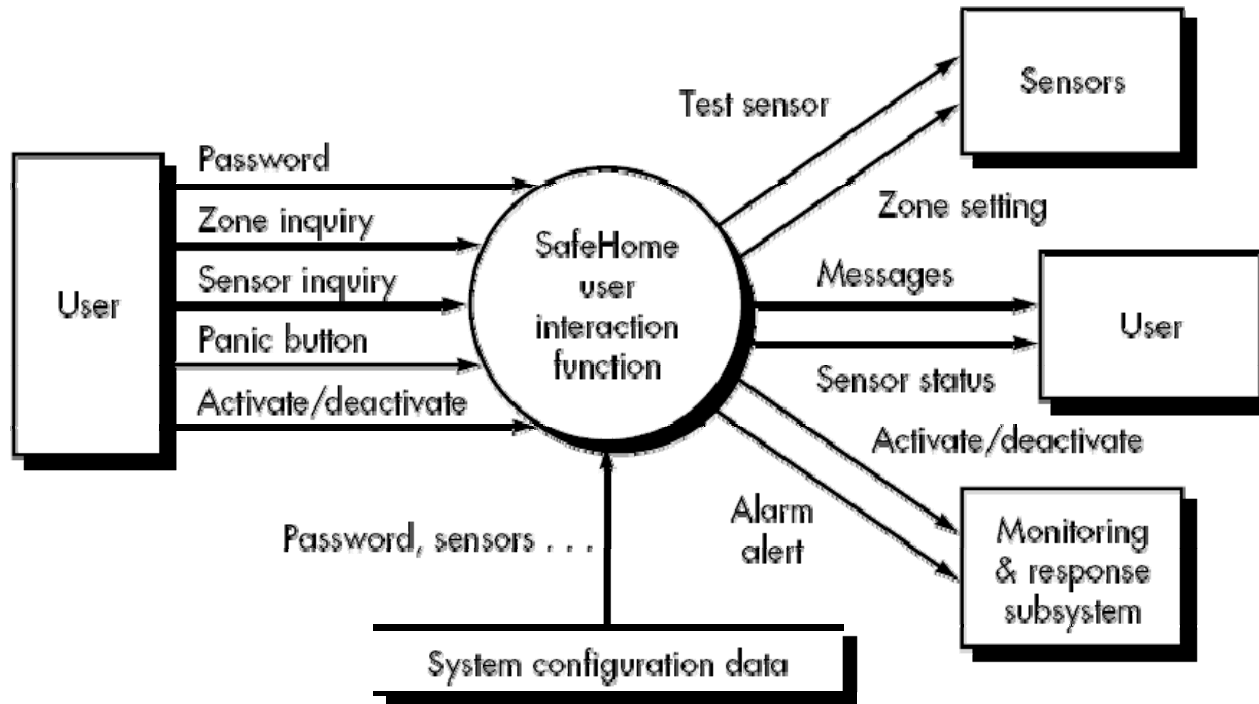 User
Password
Zone inquiry
Sensor inquiry
Panic button
Activate/deactivate
SafeHome
user
interaction
function
Password, sensors . . .
System configuration data
Test sensor
Zone setting
Sensors
Messages
Sensor status
User
Activate/deactivate
Alarm
alert
Monitoring
& response
subsystem